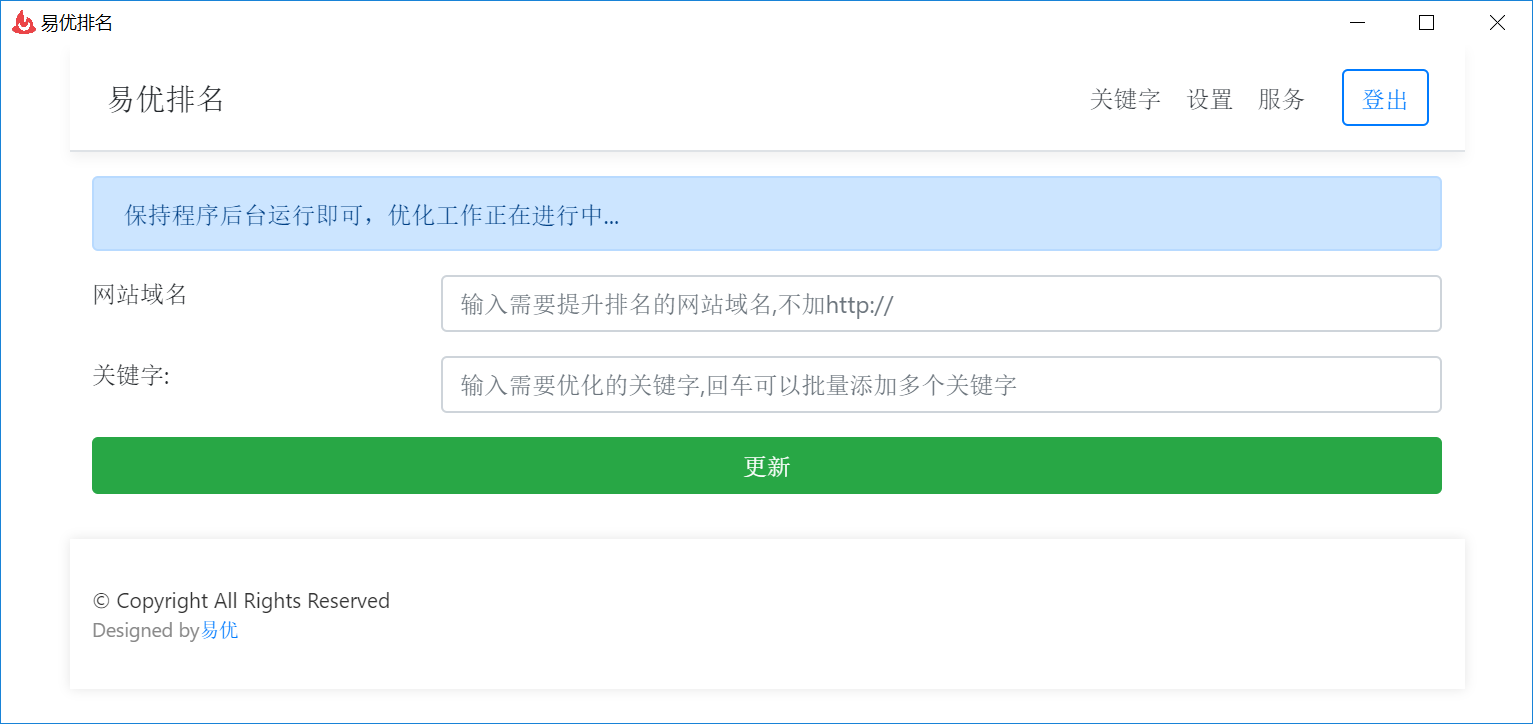 易优排名
易优排名
关键字 设置 服务 登出
保持程序后台运行即可，优化工作正在进行中...
网站域名
输入需要提升排名的网站域名,不加http://
关键字:
输入需要优化的关键字,回车可以批量添加多个关键字
更新
© Copyright All Rights Reserved
Designed by易优